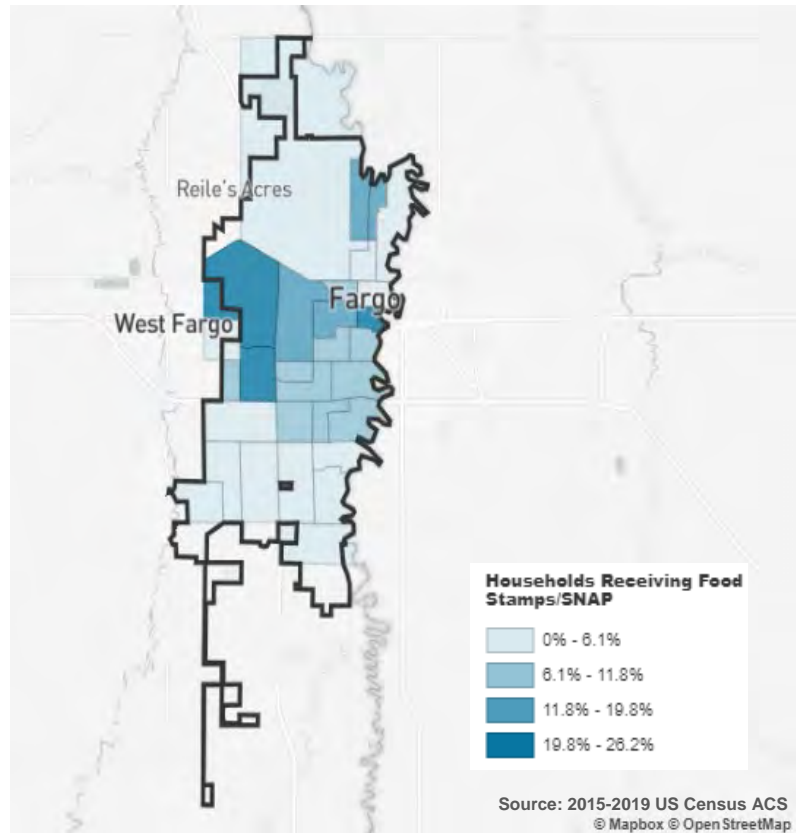 Reile's Acres
Fargo
West Fargo
Households Receiving Food
Stamps/SNAP
0% - 6.1%
6.1% - 11.8%
11.8% - 19.8%
19.8% - 26.2%
Source: 2015-2019 US Census ACS
© Mapbox © OpenStreetMap